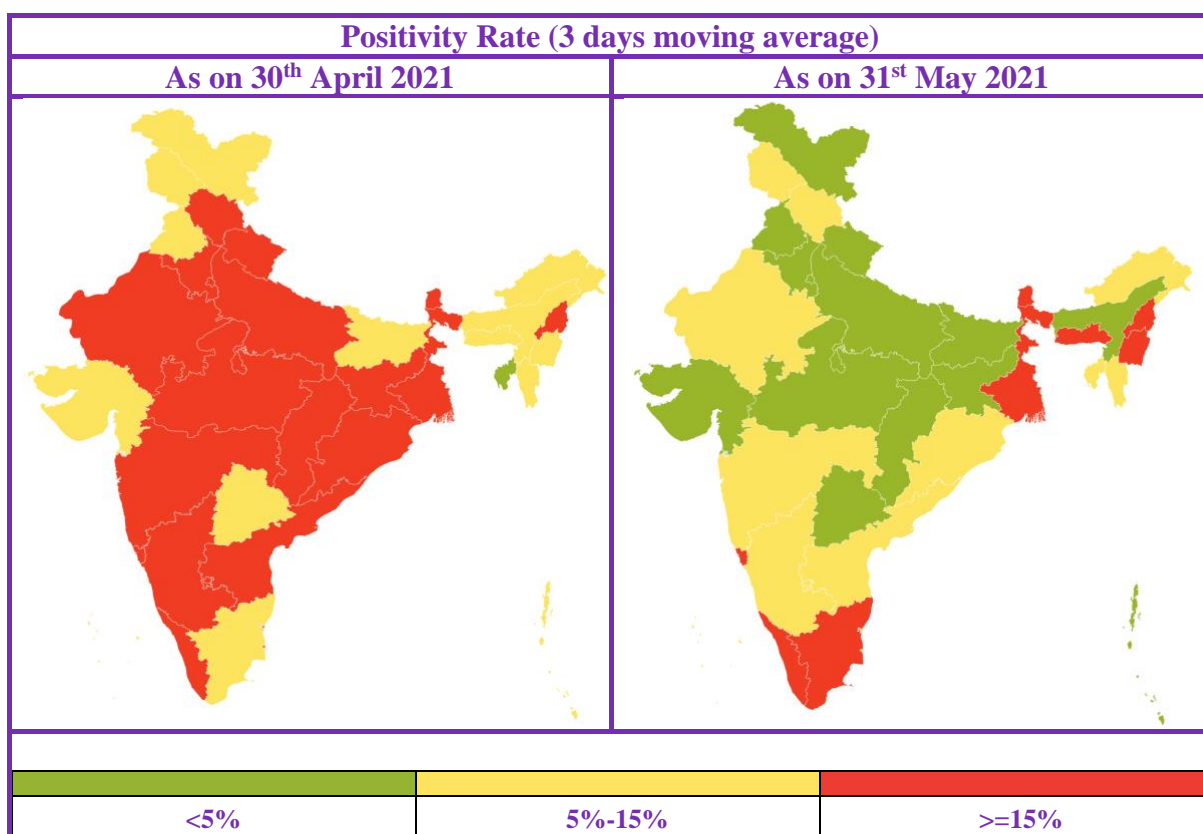 Positivity Rate (3 days moving average)
As on 30th April 2021
As on 31st May 2021
<5%
5%-15%
>=15%